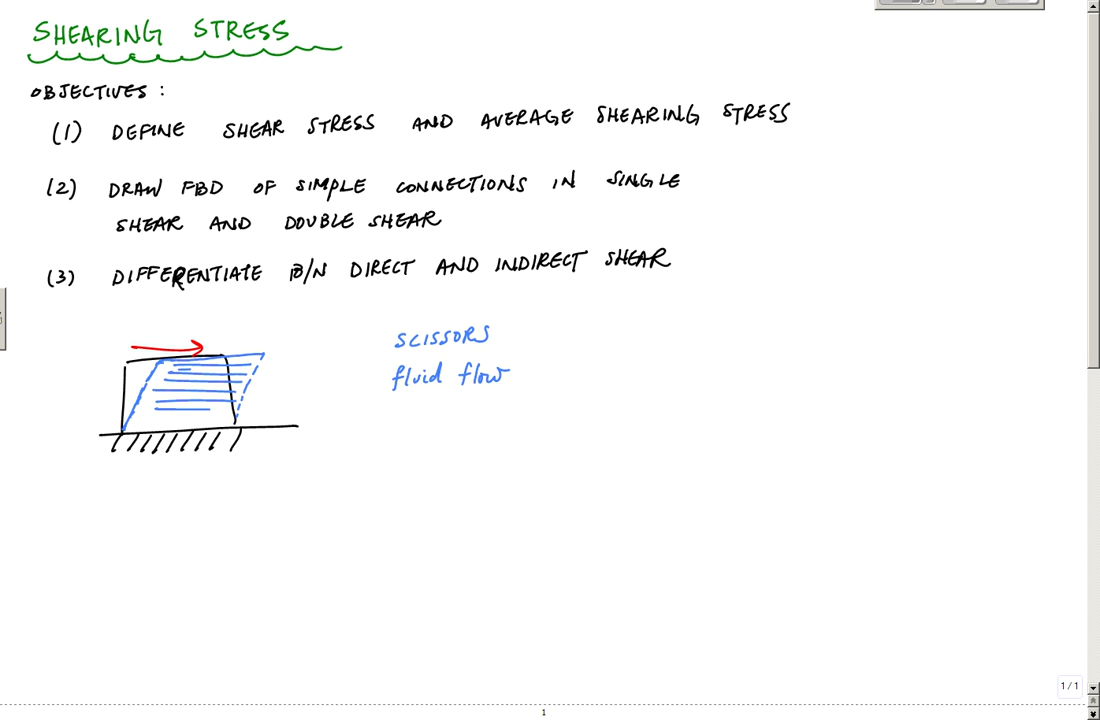 SHEARING STRESS
OBJECTIVES :
(1) DEFINE SHEAR STRESS AND AVERAGE SHEARING STRESS
(2) DRAW FBD OF SIMPLE CONNECTIONS IN SINGLE
SHEAR AND DOUBLE SHEAR
(3) DIFFERENTIATE B/N DIRECT AND INDIRECT SHEAR
SCISSORS
fluid flow
1 / 1
1